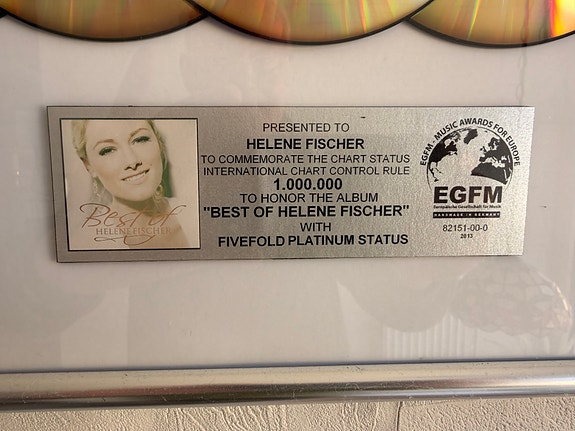 Best of
HELENE FISCHER
PRESENTED TO
HELENE FISCHER
TO COMMEMORATE THE CHART STATUS
INTERNATIONAL CHART CONTROL RULE
1.000.000
TO HONOR THE ALBUM
"BEST OF HELENE FISCHER"
WITH
FIVEFOLD PLATINUM STATUS
EGFM - MUSIC AWARDS FOR EUROPE
EGFM
Europäische Gesellschaft für Musik
HANDMADE IN GERMANY
82151-00-0
2013